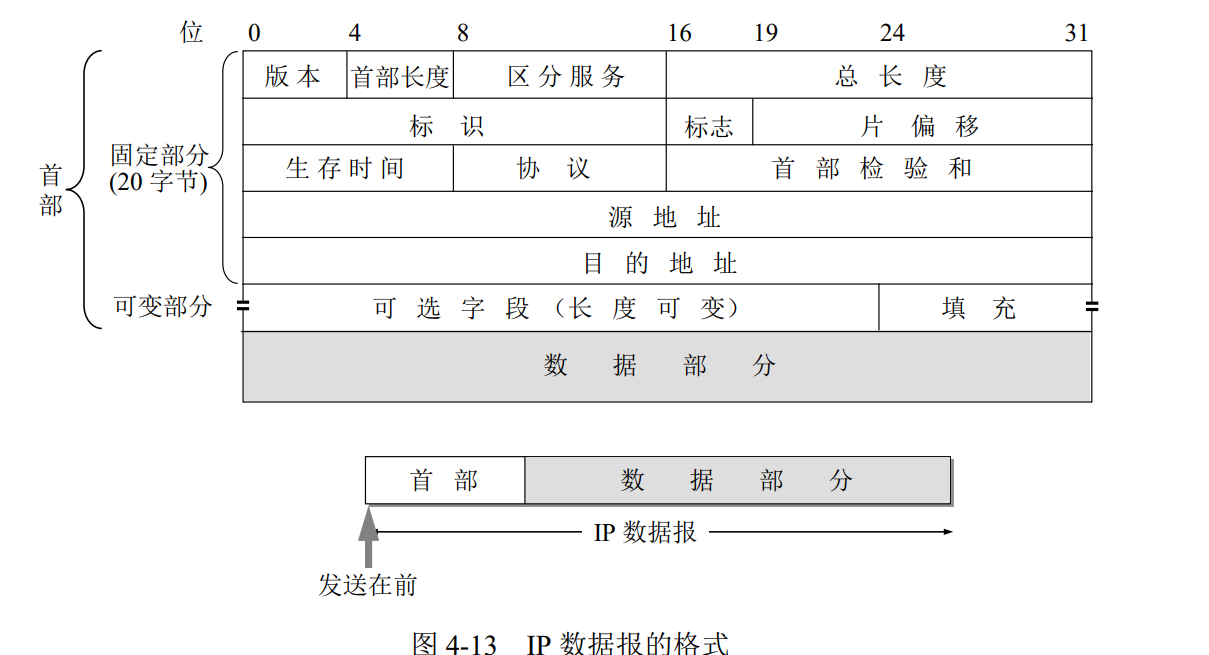 位 0 4 8 16 19 24 31
版本 首部长度 区分服务 总长度
标识 标志 片偏移
固定部分
(20 字节)
首部
生存时间 协议 首部检验和
源地址
目的地址
可变部分 可选字段（长度可变） 填充
数据部分
首部 数据部分
IP 数据报
发送在前
图 4-13 IP 数据报的格式